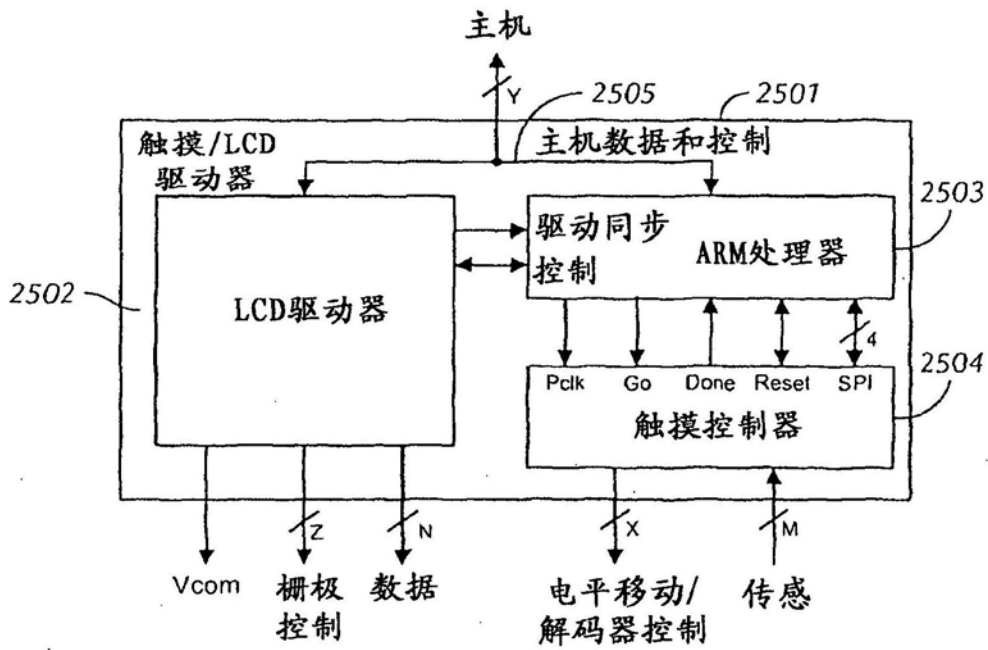 主机
Y
2505
2501
触摸/LCD
驱动器
主机数据和控制
2503
驱动同步
控制
ARM处理器
2502
LCD驱动器
4
2504
Pclk Go Done Reset SPI
触摸控制器
Z
N
X
M
Vcom
栅极
控制
数据
电平移动/
解码器控制
传感